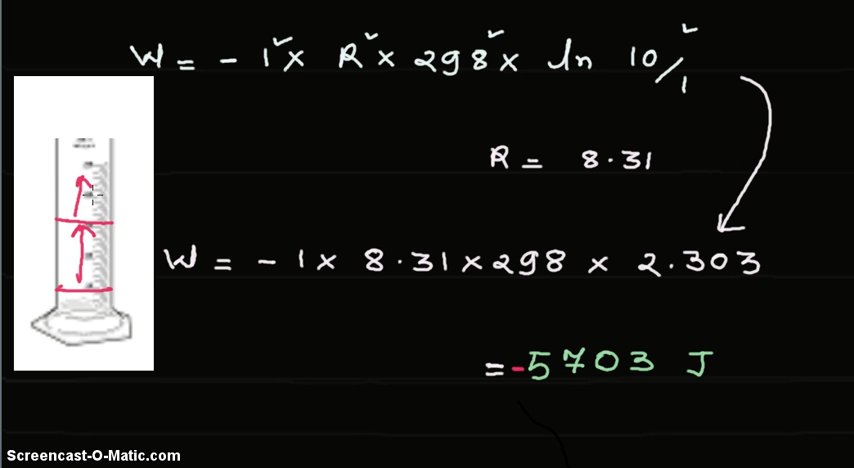 W = - 1 × R × 298 × ln 10/1
R = 8.31
W = - 1 × 8.31 × 298 × 2.303
= -5703 J
Screencast-O-Matic.com